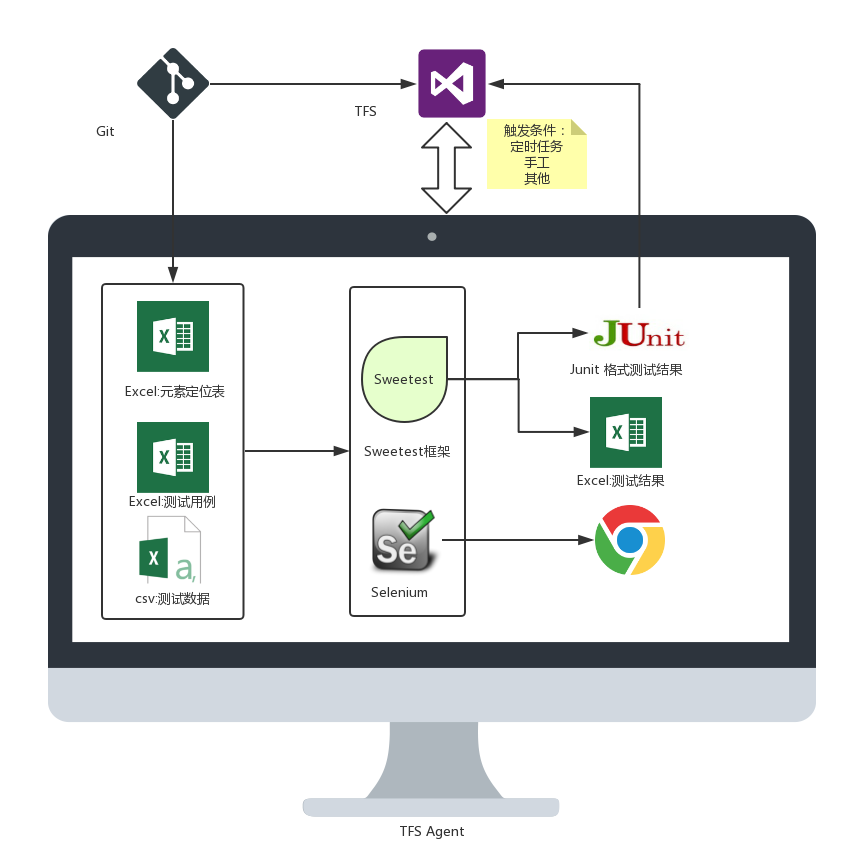 Git
TFS
触发条件：
定时任务
手工
其他
X
Excel:元素定位表
X
Excel:测试用例
X
a,
csv:测试数据
Sweetest
Sweetest框架
Se
Selenium
JUnit
Junit 格式测试结果
X
Excel:测试结果
TFS Agent